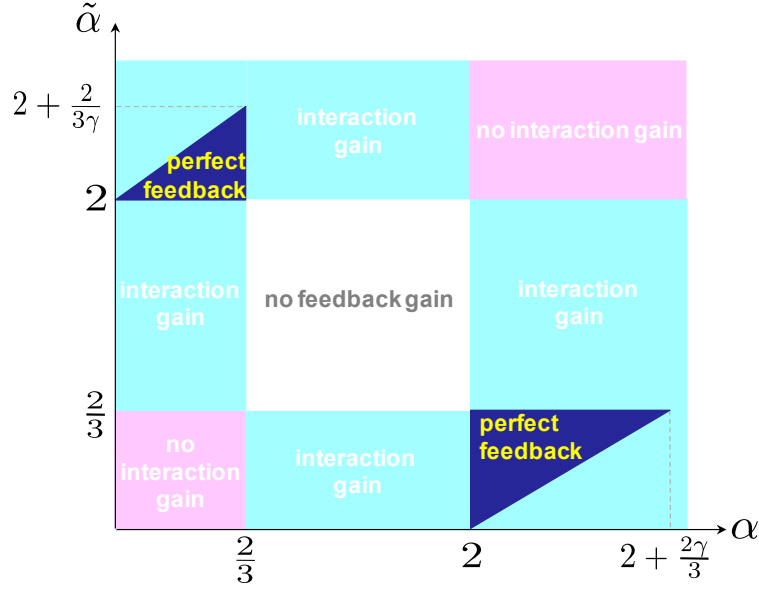 α̃
2 + 2/(3γ)
interaction
gain
no interaction gain
perfect
feedback
2
interaction
gain
no feedback gain
interaction
gain
2/3
no
interaction
gain
interaction
gain
perfect
feedback
α
2/3
2
2 + 2γ/3